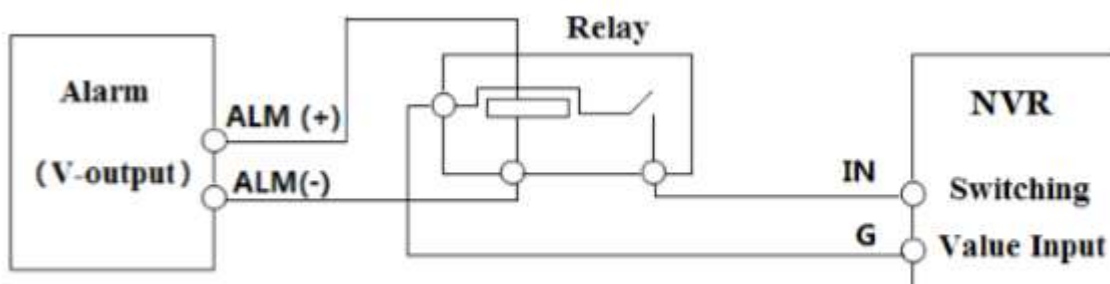 Relay
Alarm
(V-output)
ALM (+)
ALM(-)
NVR
IN
Switching
G
Value Input